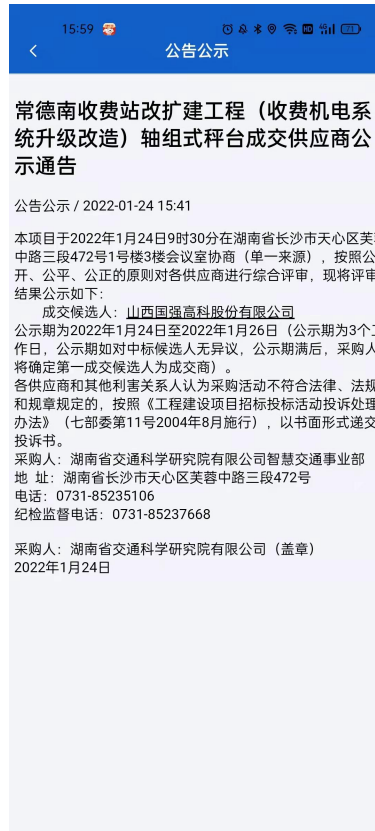 15:59
71
公告公示
常德南收费站改扩建工程（收费机电系
统升级改造）轴组式秤台成交供应商公
示通告
公告公示 / 2022-01-24 15:41
本项目于2022年1月24日9时30分在湖南省长沙市天心区芙
中路三段472号1号楼3楼会议室协商（单一来源），按照公
开、公平、公正的原则对各供应商进行综合评审，现将评审
结果公示如下：
成交候选人：山西国强高科股份有限公司
公示期为2022年1月24日至2022年1月26日（公示期为3个工
作日，公示期如对中标候选人无异议，公示期满后，采购人
将确定第一成交候选人为成交商）。
各供应商和其他利害关系人认为采购活动不符合法律、法规
和规章规定的，按照《工程建设项目招标投标活动投诉处理
办法》（七部委第11号2004年8月施行），以书面形式递交
投诉书。
采购人：湖南省交通科学研究院有限公司智慧交通事业部
地 址：湖南省长沙市天心区芙蓉中路三段472号
电话：0731-85235106
纪检监督电话：0731-85237668
采购人：湖南省交通科学研究院有限公司（盖章）
2022年1月24日